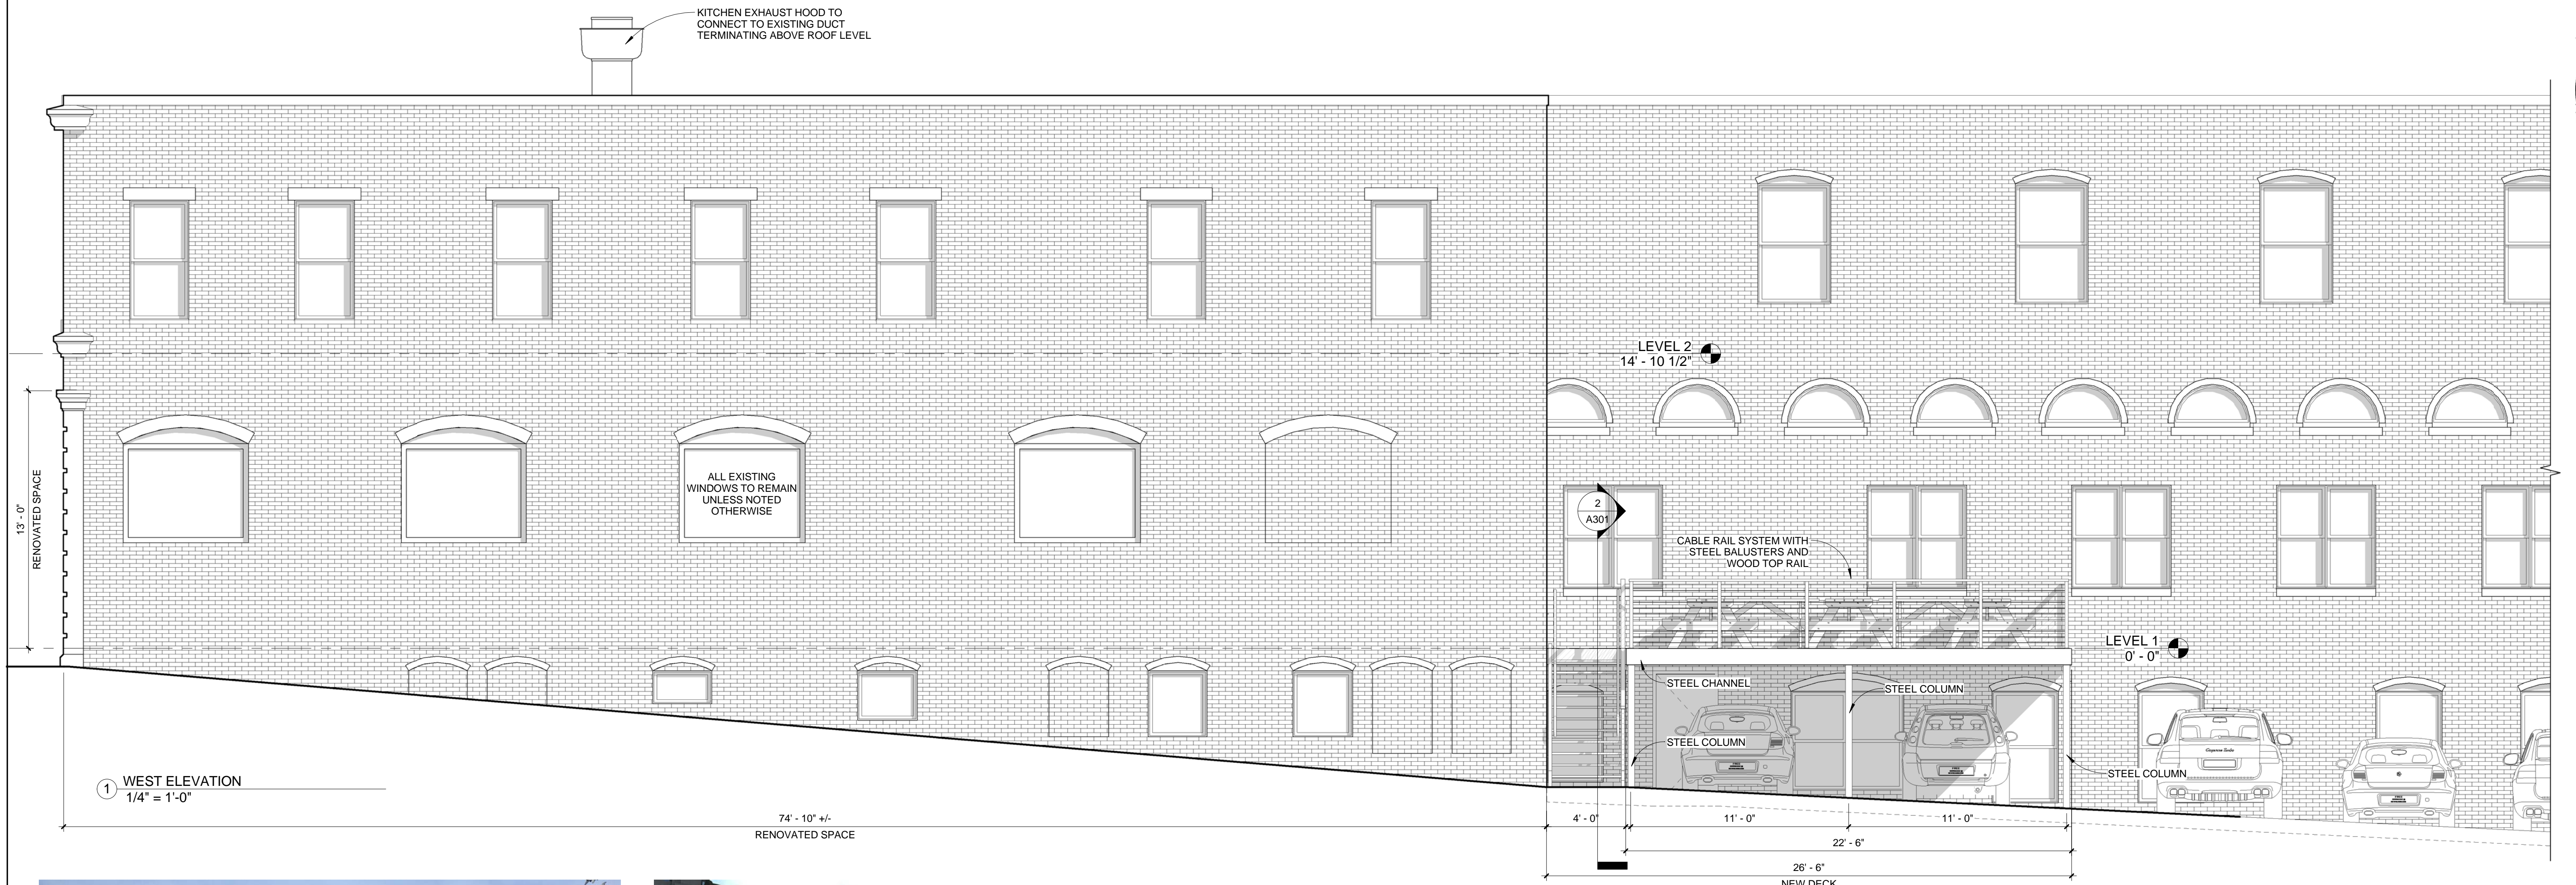 KITCHEN EXHAUST HOOD TO
CONNECT TO EXISTING DUCT
TERMINATING ABOVE ROOF LEVEL
LEVEL 2
14' - 10 1/2"
13' - 0"
RENOVATED SPACE
ALL EXISTING
WINDOWS TO REMAIN
UNLESS NOTED
OTHERWISE
2
A301
CABLE RAIL SYSTEM WITH
STEEL BALUSTERS AND
WOOD TOP RAIL
LEVEL 1
0' - 0"
STEEL CHANNEL
STEEL COLUMN
STEEL COLUMN
STEEL COLUMN
1
WEST ELEVATION
1/4" = 1'-0"
74' - 10" +/-
RENOVATED SPACE
4' - 0"
11' - 0"
11' - 0"
22' - 6"
26' - 6"
NEW DECK